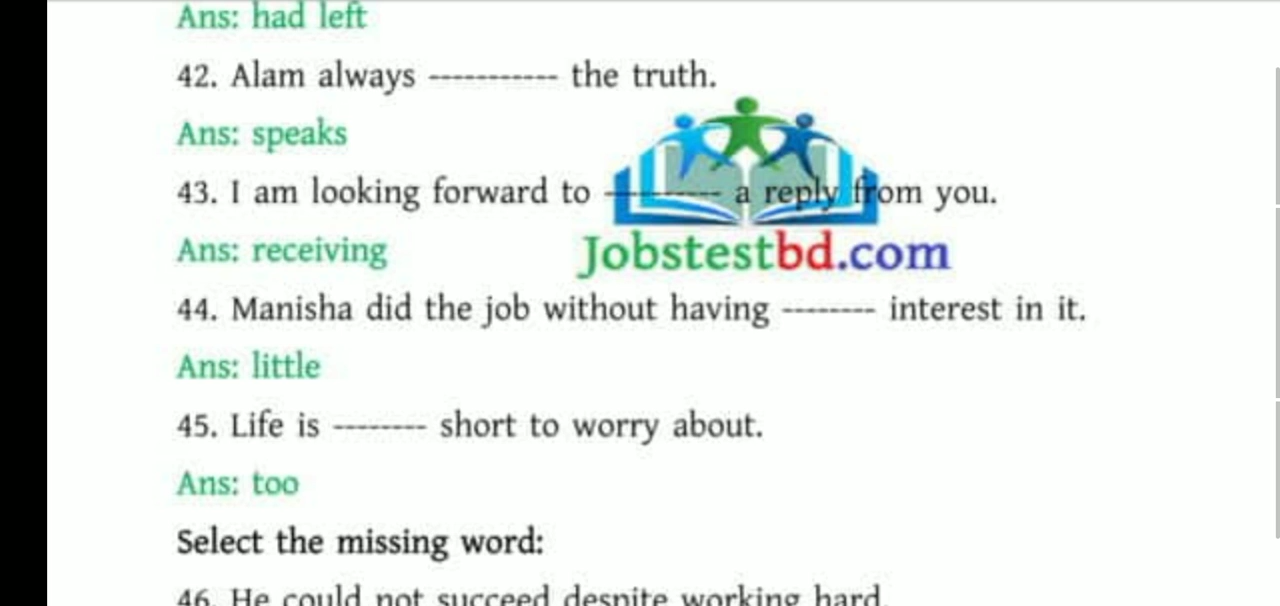 Ans: had left
42. Alam always ----------- the truth.
Ans: speaks
43. I am looking forward to ---------- a reply from you.
Ans: receiving
Jobstestbd.com
44. Manisha did the job without having -------- interest in it.
Ans: little
45. Life is -------- short to worry about.
Ans: too
Select the missing word:
46. He could not succeed despite working hard.